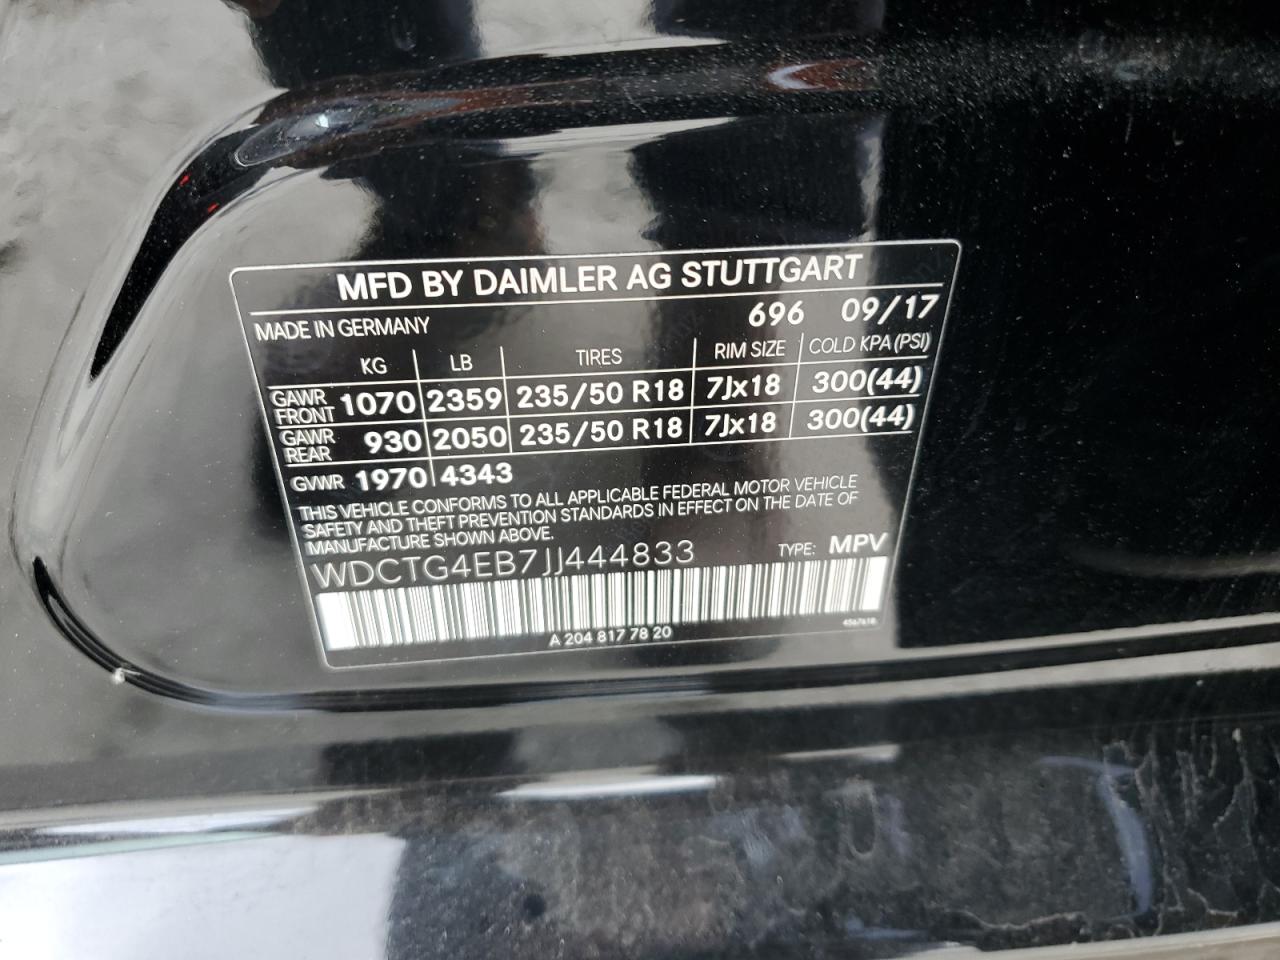 MFD BY DAIMLER AG STUTTGART
MADE IN GERMANY 696 09/17
KG LB TIRES RIM SIZE COLD KPA (PSI)
GAWR FRONT 1070 2359 235/50 R18 7Jx18 300(44)
GAWR REAR 930 2050 235/50 R18 7Jx18 300(44)
GVWR 1970 4343
THIS VEHICLE CONFORMS TO ALL APPLICABLE FEDERAL MOTOR VEHICLE
SAFETY AND THEFT PREVENTION STANDARDS IN EFFECT ON THE DATE OF
MANUFACTURE SHOWN ABOVE.
WDCTG4EB7JJ444833 TYPE: MPV
A 204 817 78 20
4567618